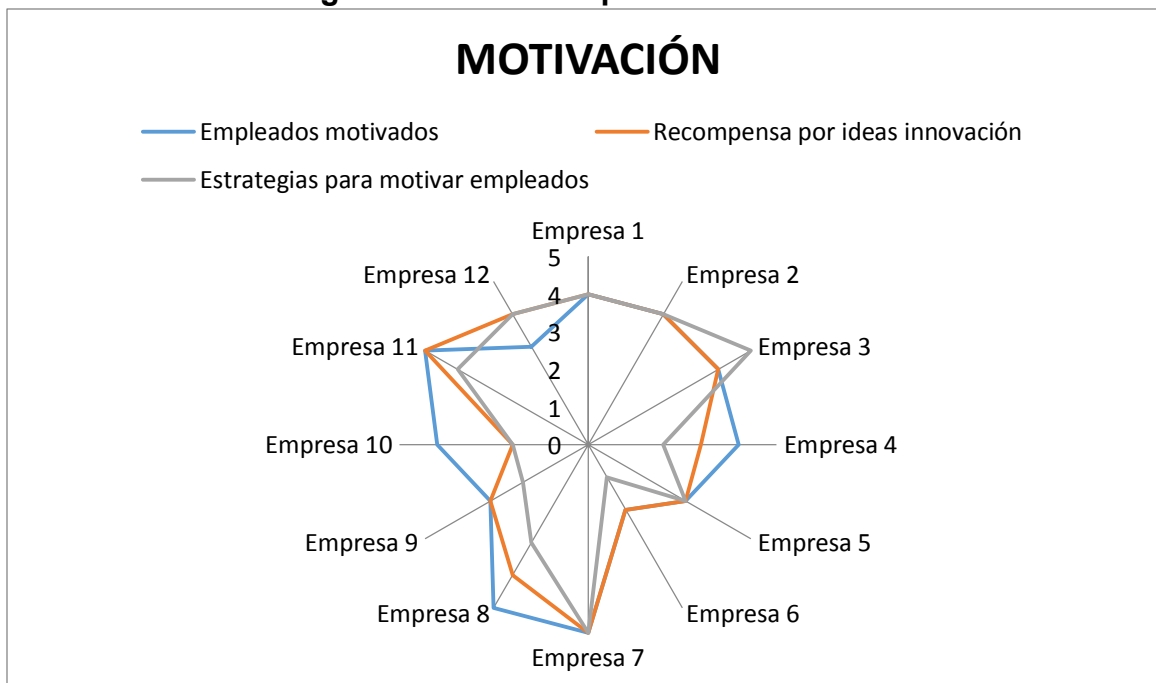 MOTIVACIÓN
Empleados motivados
Recompensa por ideas innovación
Estrategias para motivar empleados
Empresa 1
5
Empresa 12
Empresa 2
4
3
Empresa 11
Empresa 3
2
1
Empresa 10
0
Empresa 4
Empresa 9
Empresa 5
Empresa 8
Empresa 6
Empresa 7